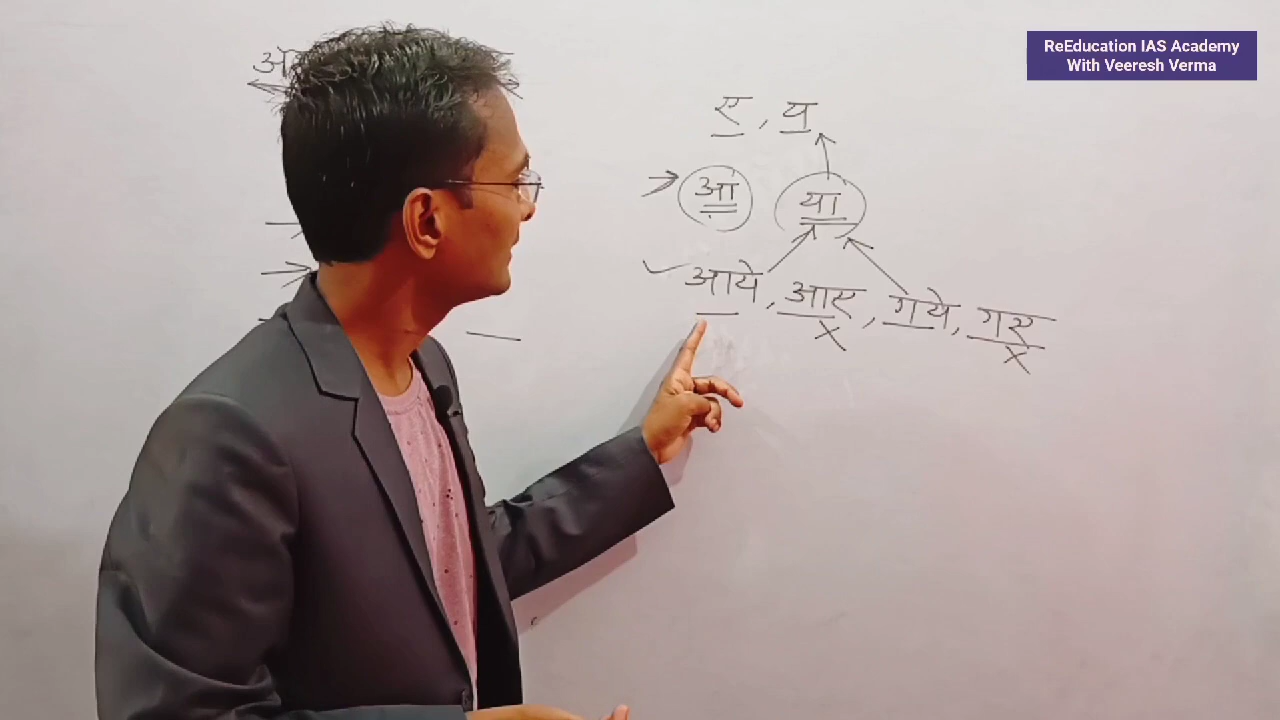 ReEducation IAS Academy
With Veeresh Verma
ए, य
आ या
आये, आए, गये, गए
x x